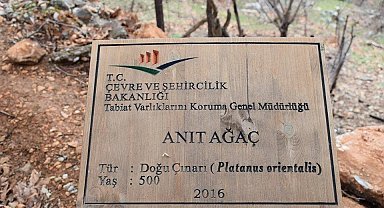 T.C.
ÇEVRE VE ŞEHİRCİLİK
BAKANLIĞI
Tabiat Varlıklarını Koruma Genel Müdürlüğü
ANIT AĞAÇ
Tür : Doğu Çınarı ( Platanus orientalis)
Yaş : 500
2016